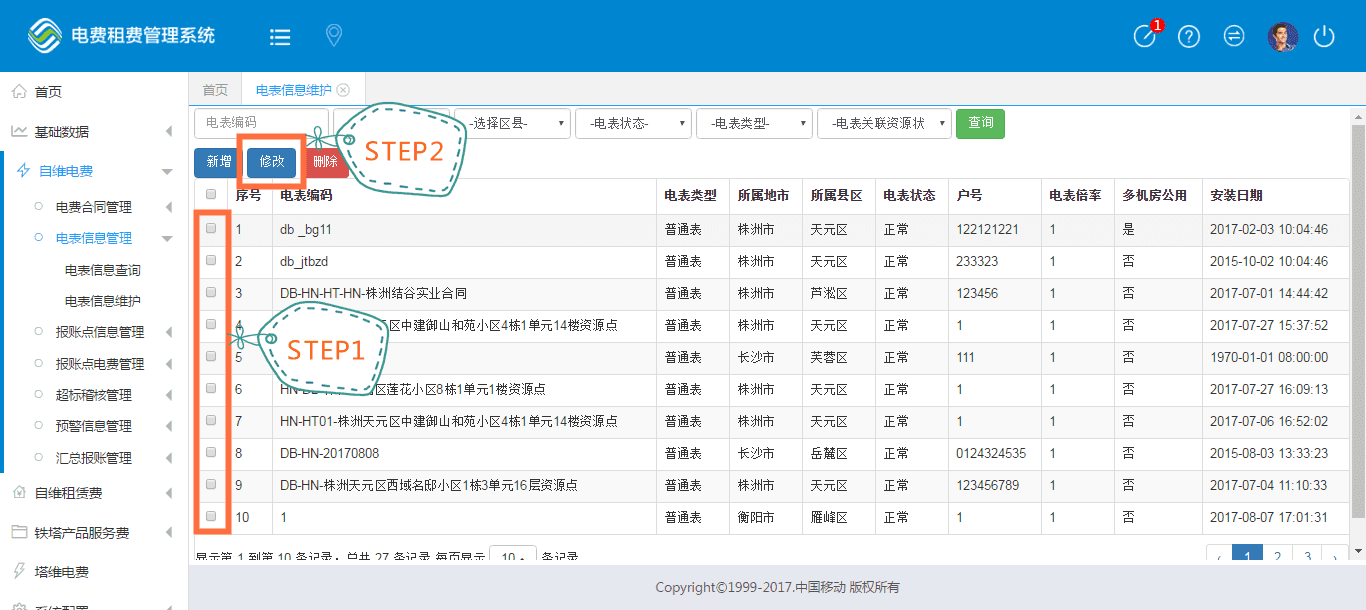 电费租费管理系统
1
首页
基础数据
自维电费
电费合同管理
电表信息管理
电表信息查询
电表信息维护
报账点信息管理
报账点电费管理
超标稽核管理
预警信息管理
汇总报账管理
自维租赁费
铁塔产品服务费
塔维电费
系统配置
首页 电表信息维护
电表编码 -选择区县- -电表状态- -电表类型- -电表关联资源状 查询
新增 修改 删除 STEP2
序号 电表编码 电表类型 所属地市 所属县区 电表状态 户号 电表倍率 多机房公用 安装日期
1 db _bg11 普通表 株洲市 天元区 正常 122121221 1 是 2017-02-03 10:04:46
2 db_jtbzd 普通表 株洲市 天元区 正常 233323 1 否 2015-10-02 10:04:46
3 DB-HN-HT-HN-株洲结谷实业合同 普通表 株洲市 芦淞区 正常 123456 1 否 2017-07-01 14:44:42
4 区中建御山和苑小区4栋1单元14楼资源点 普通表 株洲市 天元区 正常 1 1 否 2017-07-27 15:37:52
STEP1
5 普通表 长沙市 芙蓉区 正常 111 1 否 1970-01-01 08:00:00
6 区莲花小区8栋1单元1楼资源点 普通表 株洲市 天元区 正常 1 1 否 2017-07-27 16:09:13
7 HN-HT01-株洲天元区中建御山和苑小区4栋1单元14楼资源点 普通表 株洲市 天元区 正常 1 1 否 2017-07-06 16:52:02
8 DB-HN-20170808 普通表 长沙市 岳麓区 正常 0124324535 1 否 2015-08-03 13:33:23
9 DB-HN-株洲天元区西域名邸小区1栋3单元16层资源点 普通表 株洲市 天元区 正常 123456789 1 否 2017-07-04 11:10:33
10 1 普通表 衡阳市 雁峰区 正常 1 1 否 2017-08-07 17:01:31
显示第 1 到第 10 条记录，总共 27 条记录 每页显示 10 条记录 ‹ 1 2 3 ›
Copyright©1999-2017.中国移动 版权所有